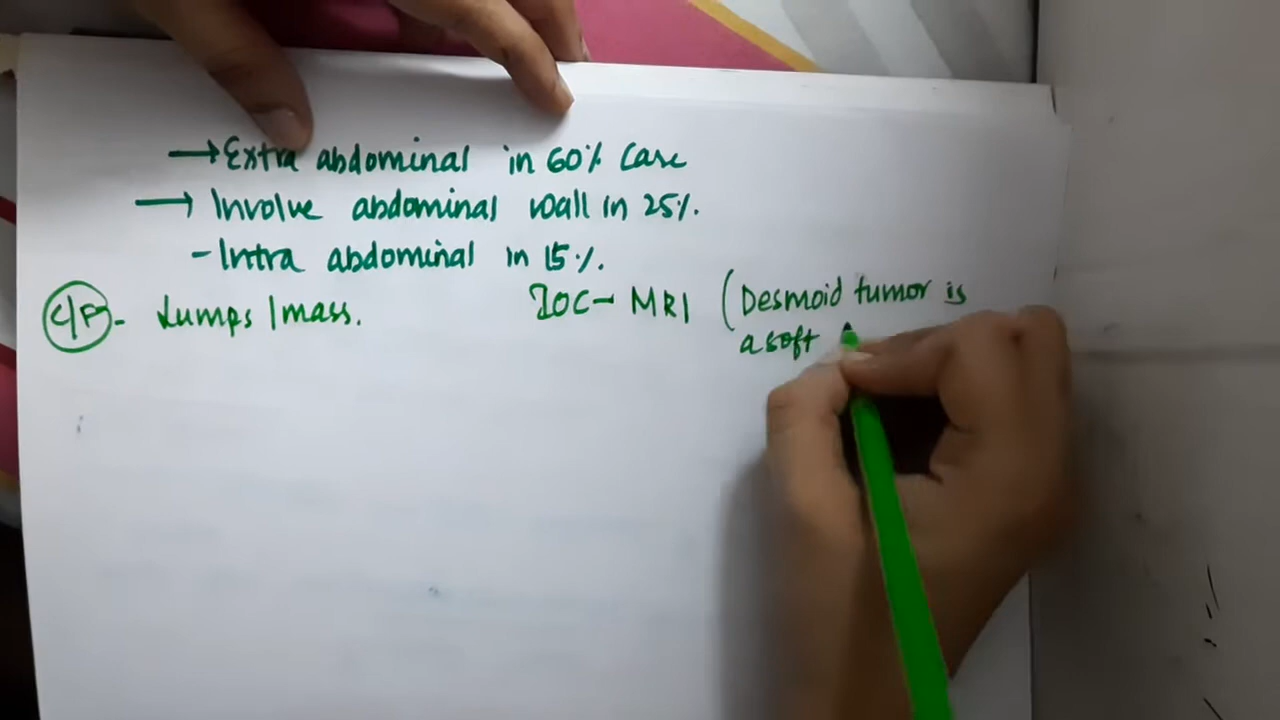 → Extra abdominal in 60% Case
→ Involve abdominal wall in 25%.
- Intra abdominal in 15%.
C/F - Lumps / mass.
IOC - MRI (Desmoid tumor is
a soft